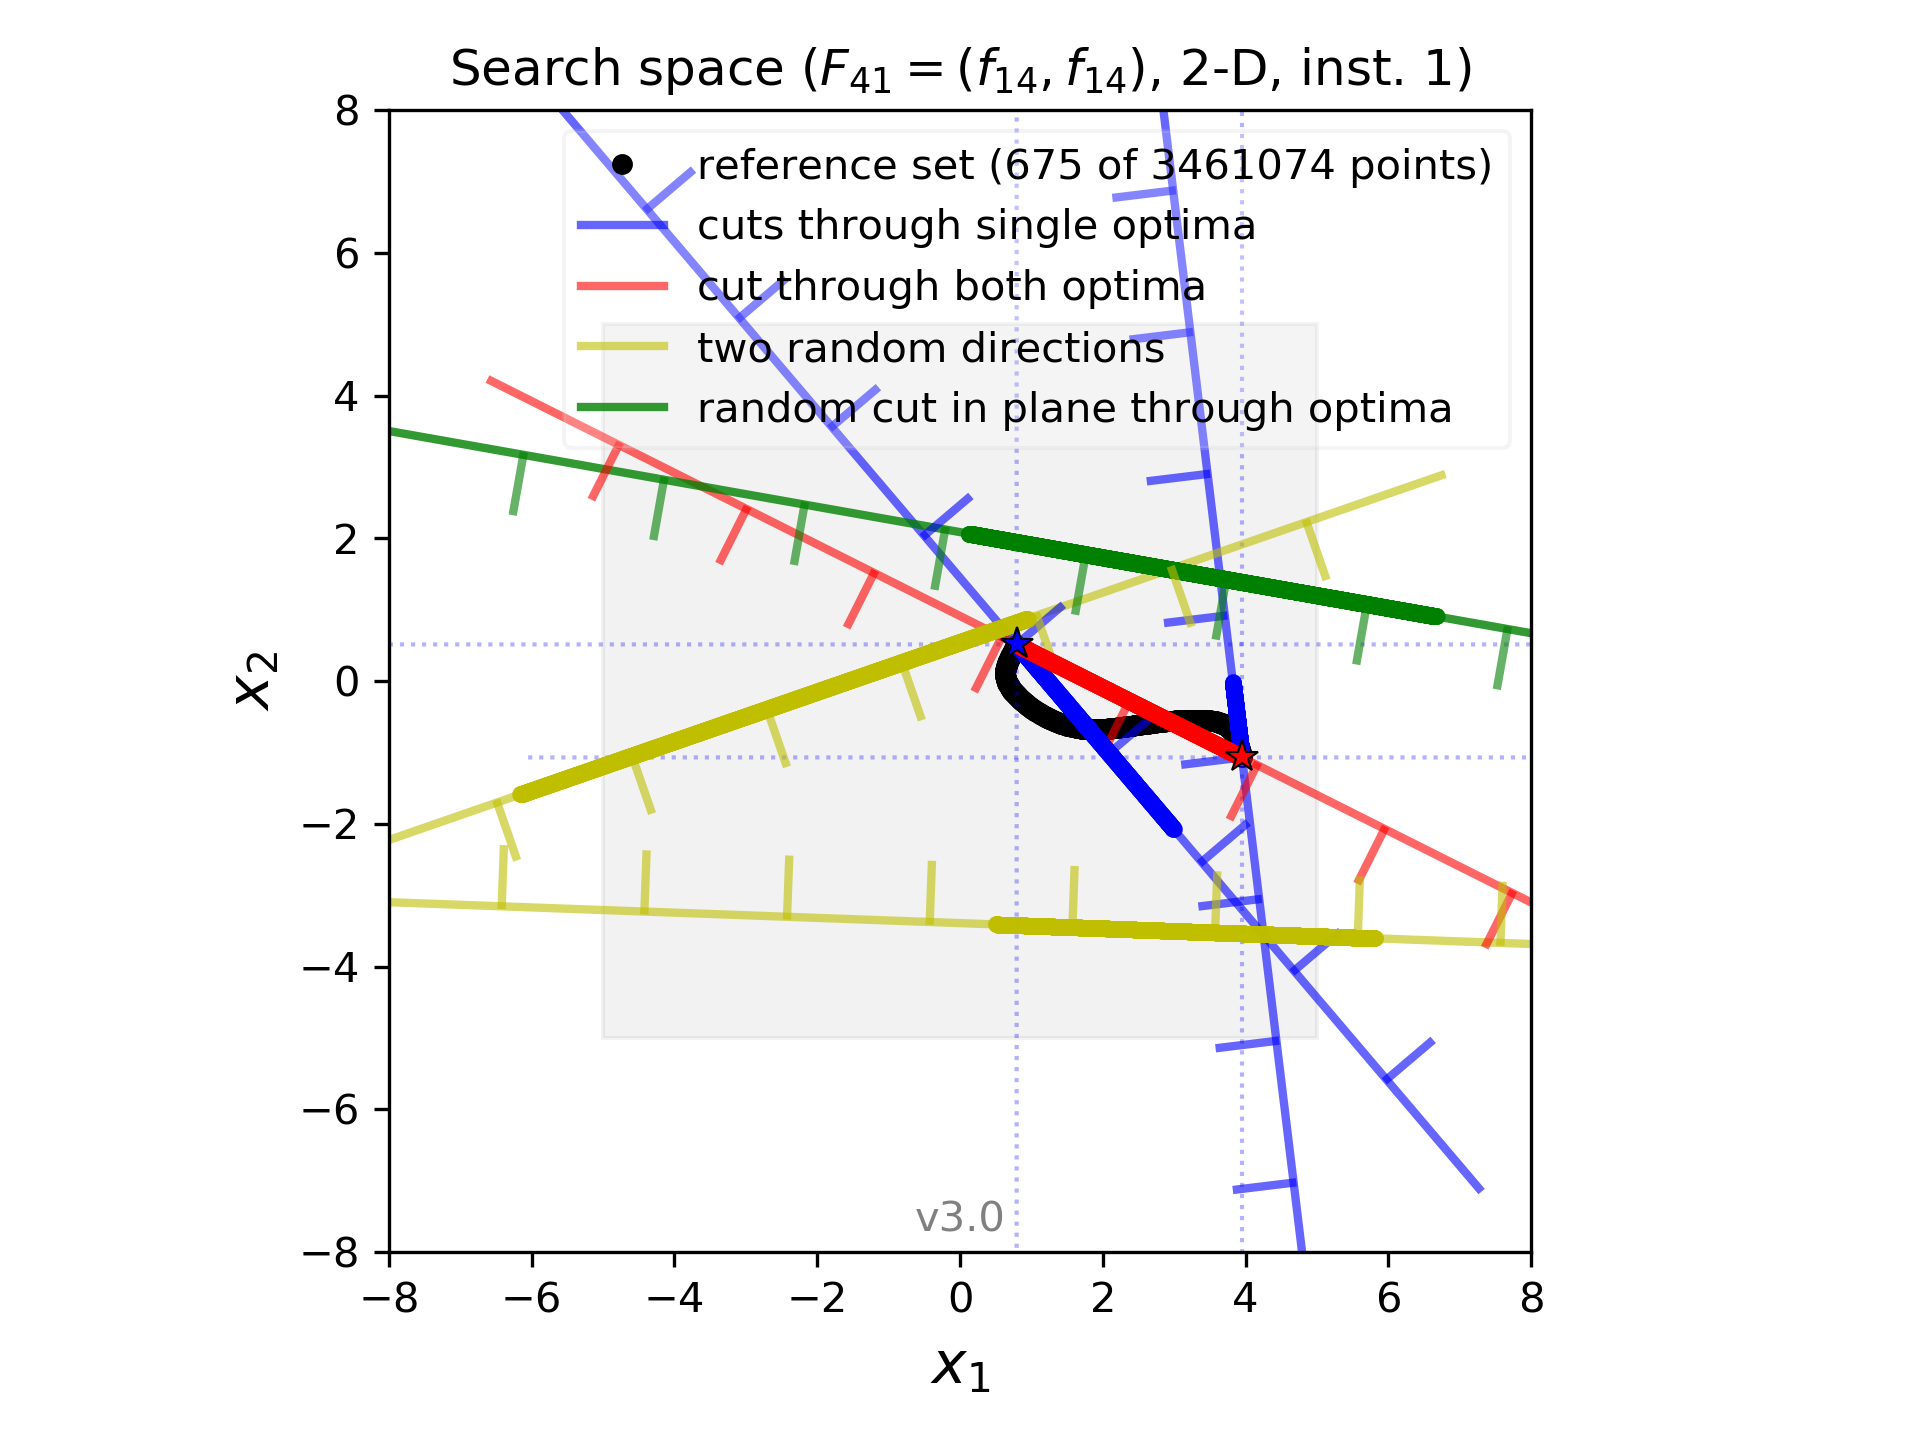 Search space (F₄₁ = (f₁₄, f₁₄), 2-D, inst. 1)
reference set (675 of 3461074 points)
cuts through single optima
cut through both optima
two random directions
random cut in plane through optima
8
6
4
2
0
−2
−4
−6
−8
x₂
v3.0
−8 −6 −4 −2 0 2 4 6 8
x₁